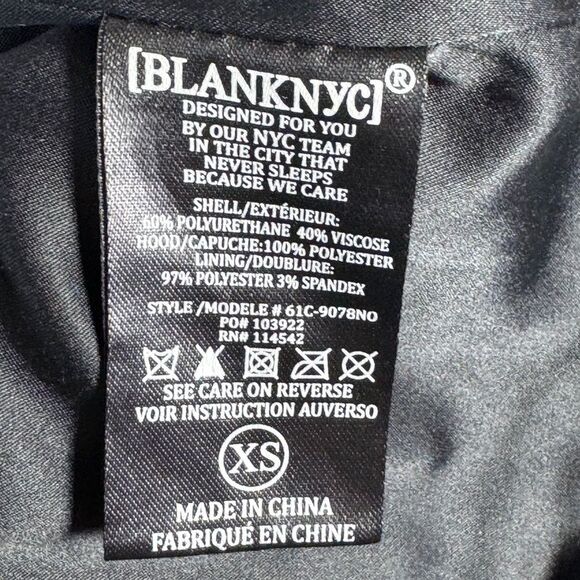 [BLANKNYC]®
DESIGNED FOR YOU
BY OUR NYC TEAM
IN THE CITY THAT
NEVER SLEEPS
BECAUSE WE CARE
SHELL/EXTÉRIEUR:
60% POLYURETHANE 40% VISCOSE
HOOD/CAPUCHE:100% POLYESTER
LINING/DOUBLURE:
97% POLYESTER 3% SPANDEX
STYLE /MODELE # 61C-9078NO
PO# 103922
RN# 114542
SEE CARE ON REVERSE
VOIR INSTRUCTION AUVERSO
XS
MADE IN CHINA
FABRIQUÉ EN CHINE